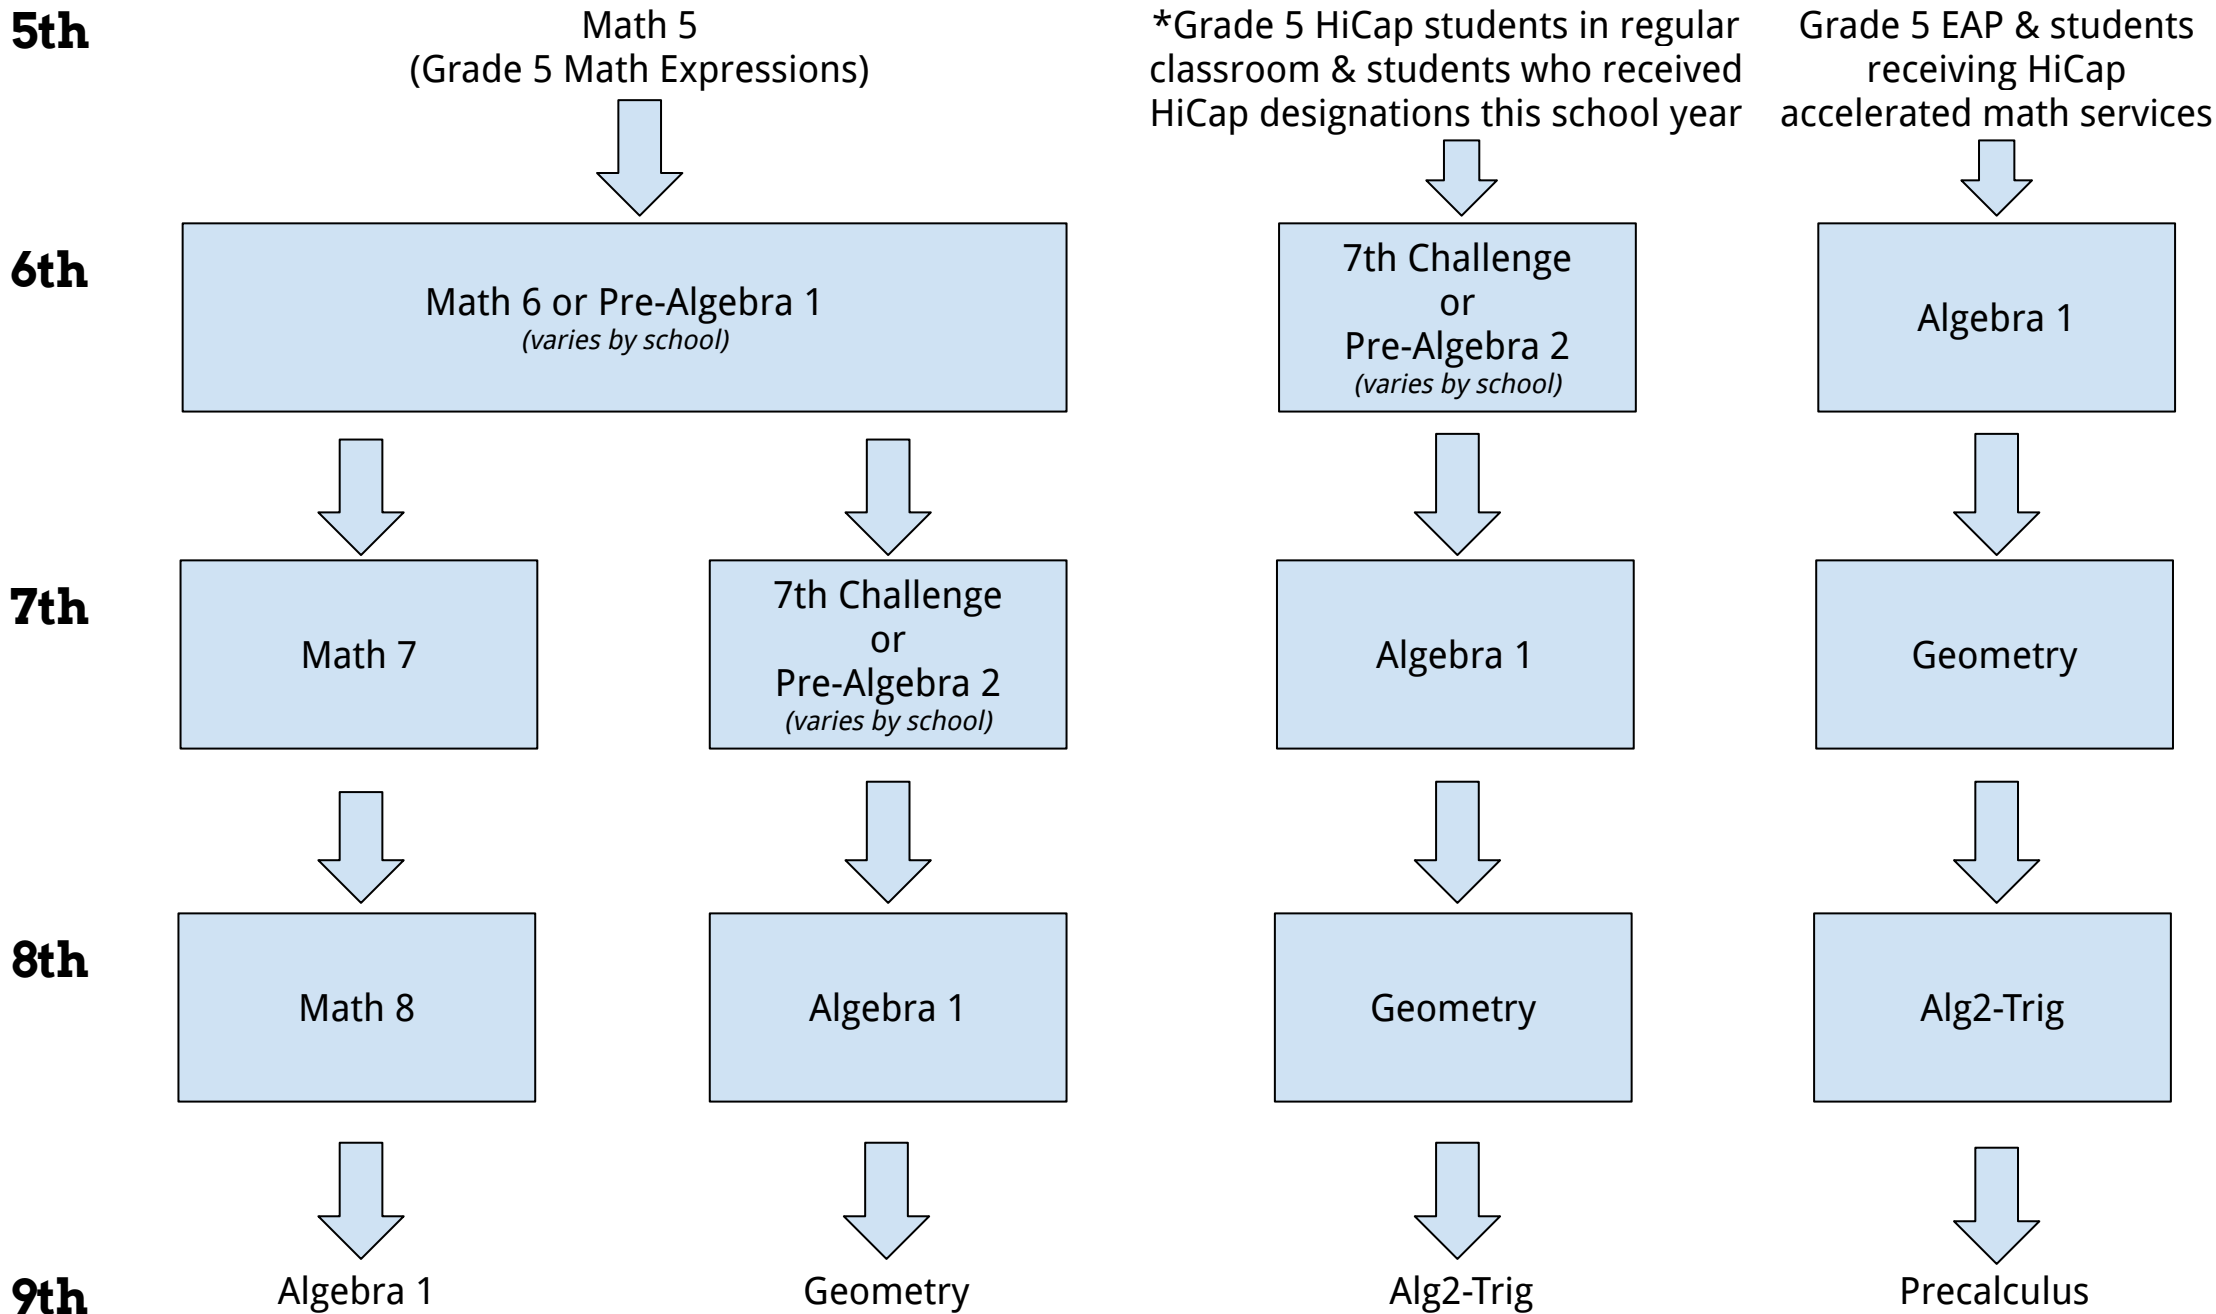 5th
Math 5
(Grade 5 Math Expressions)
*Grade 5 HiCap students in regular
classroom & students who received
HiCap designations this school year
Grade 5 EAP & students
receiving HiCap
accelerated math services
6th
Math 6 or Pre-Algebra 1
(varies by school)
7th Challenge
or
Pre-Algebra 2
(varies by school)
Algebra 1
7th
Math 7
7th Challenge
or
Pre-Algebra 2
(varies by school)
Algebra 1
Geometry
8th
Math 8
Algebra 1
Geometry
Alg2-Trig
9th
Algebra 1
Geometry
Alg2-Trig
Precalculus